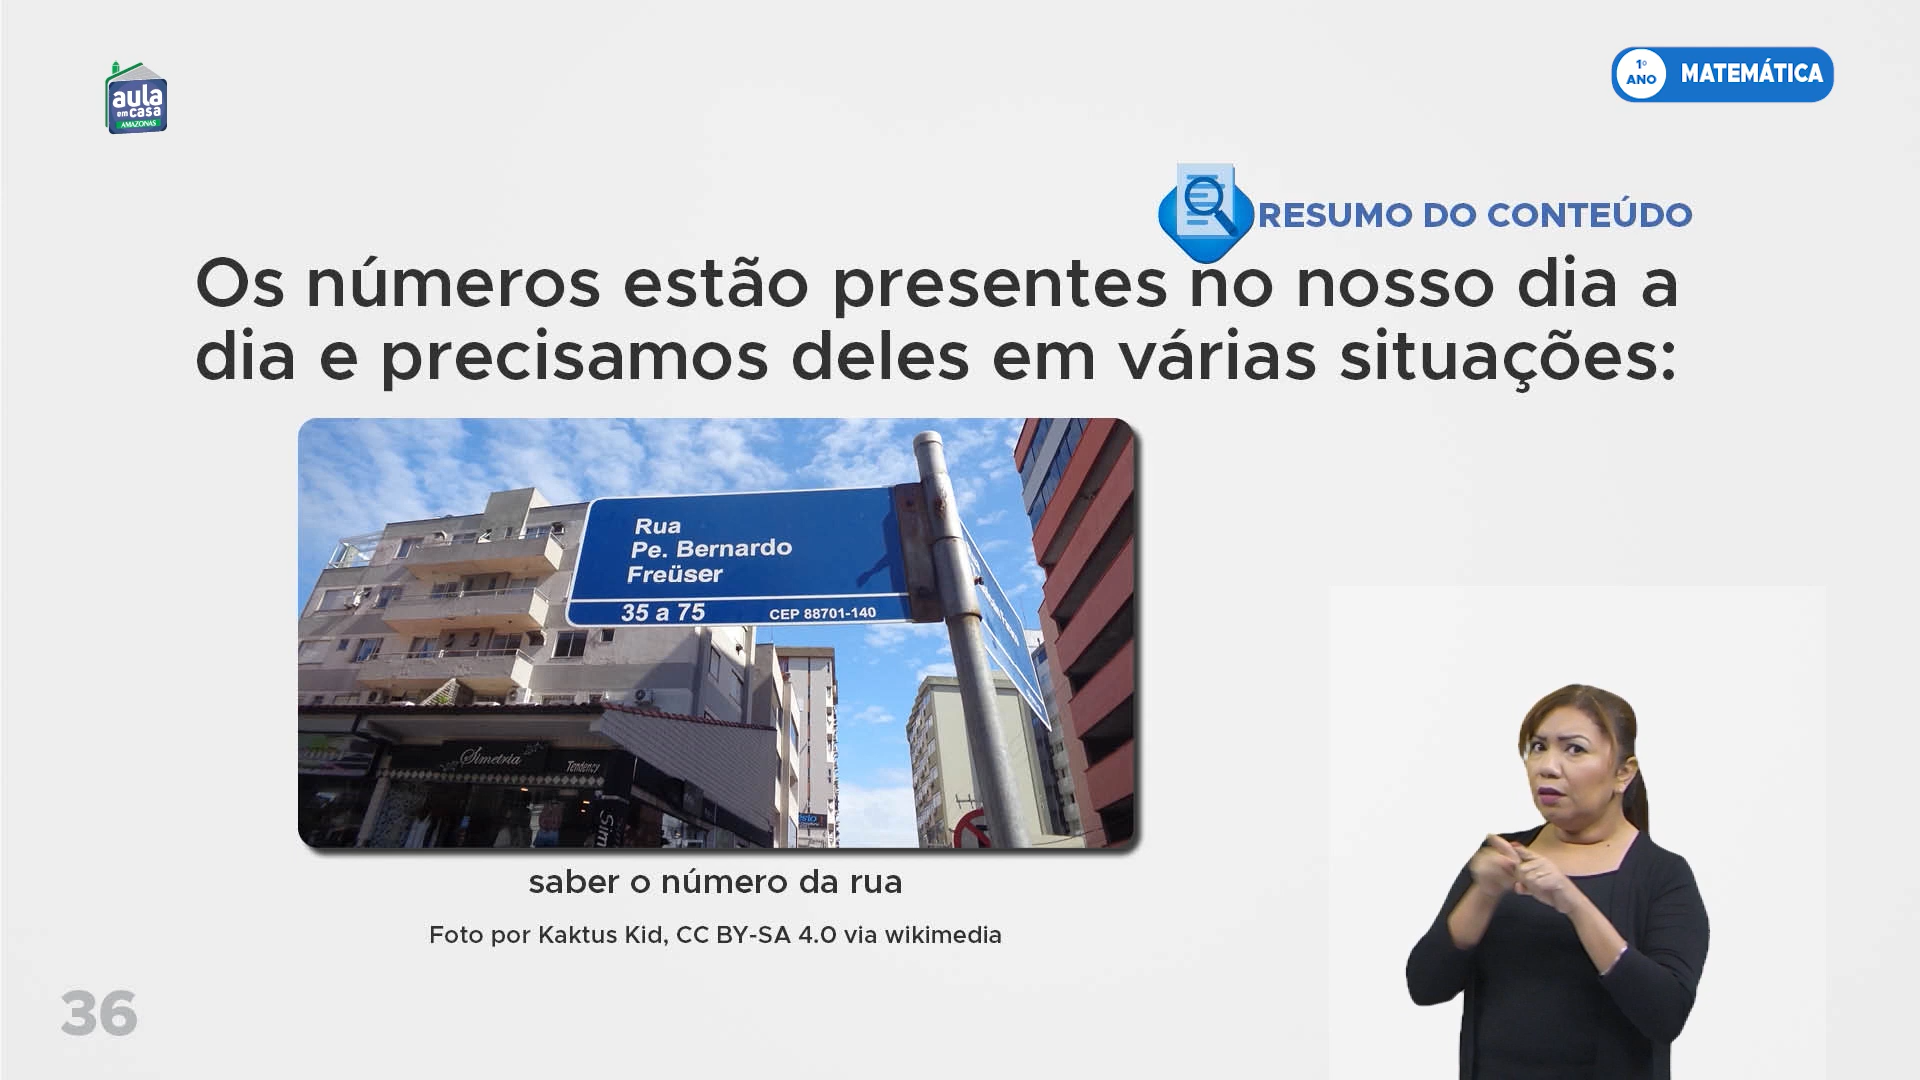 aula
em casa
AMAZONAS
1º
ANO
MATEMÁTICA
RESUMO DO CONTEÚDO
Os números estão presentes no nosso dia a
dia e precisamos deles em várias situações:
Rua
Pe. Bernardo
Freüser
35 a 75 CEP 88701-140
Simetria
Tendency
saber o número da rua
Foto por Kaktus Kid, CC BY-SA 4.0 via wikimedia
36